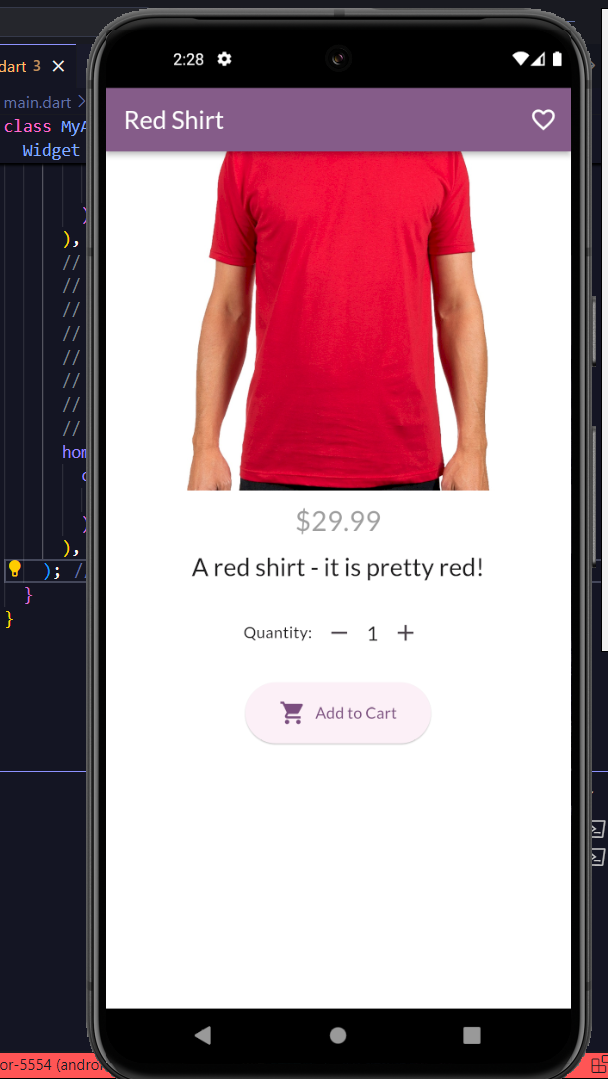 dart 3
main.dart
class MyA
Widget
)
),
//
//
//
//
//
//
//
//
hom
c
)
),
); //
}
}
or-5554 (andro
2:28
Red Shirt
$29.99
A red shirt - it is pretty red!
Quantity: 1
Add to Cart